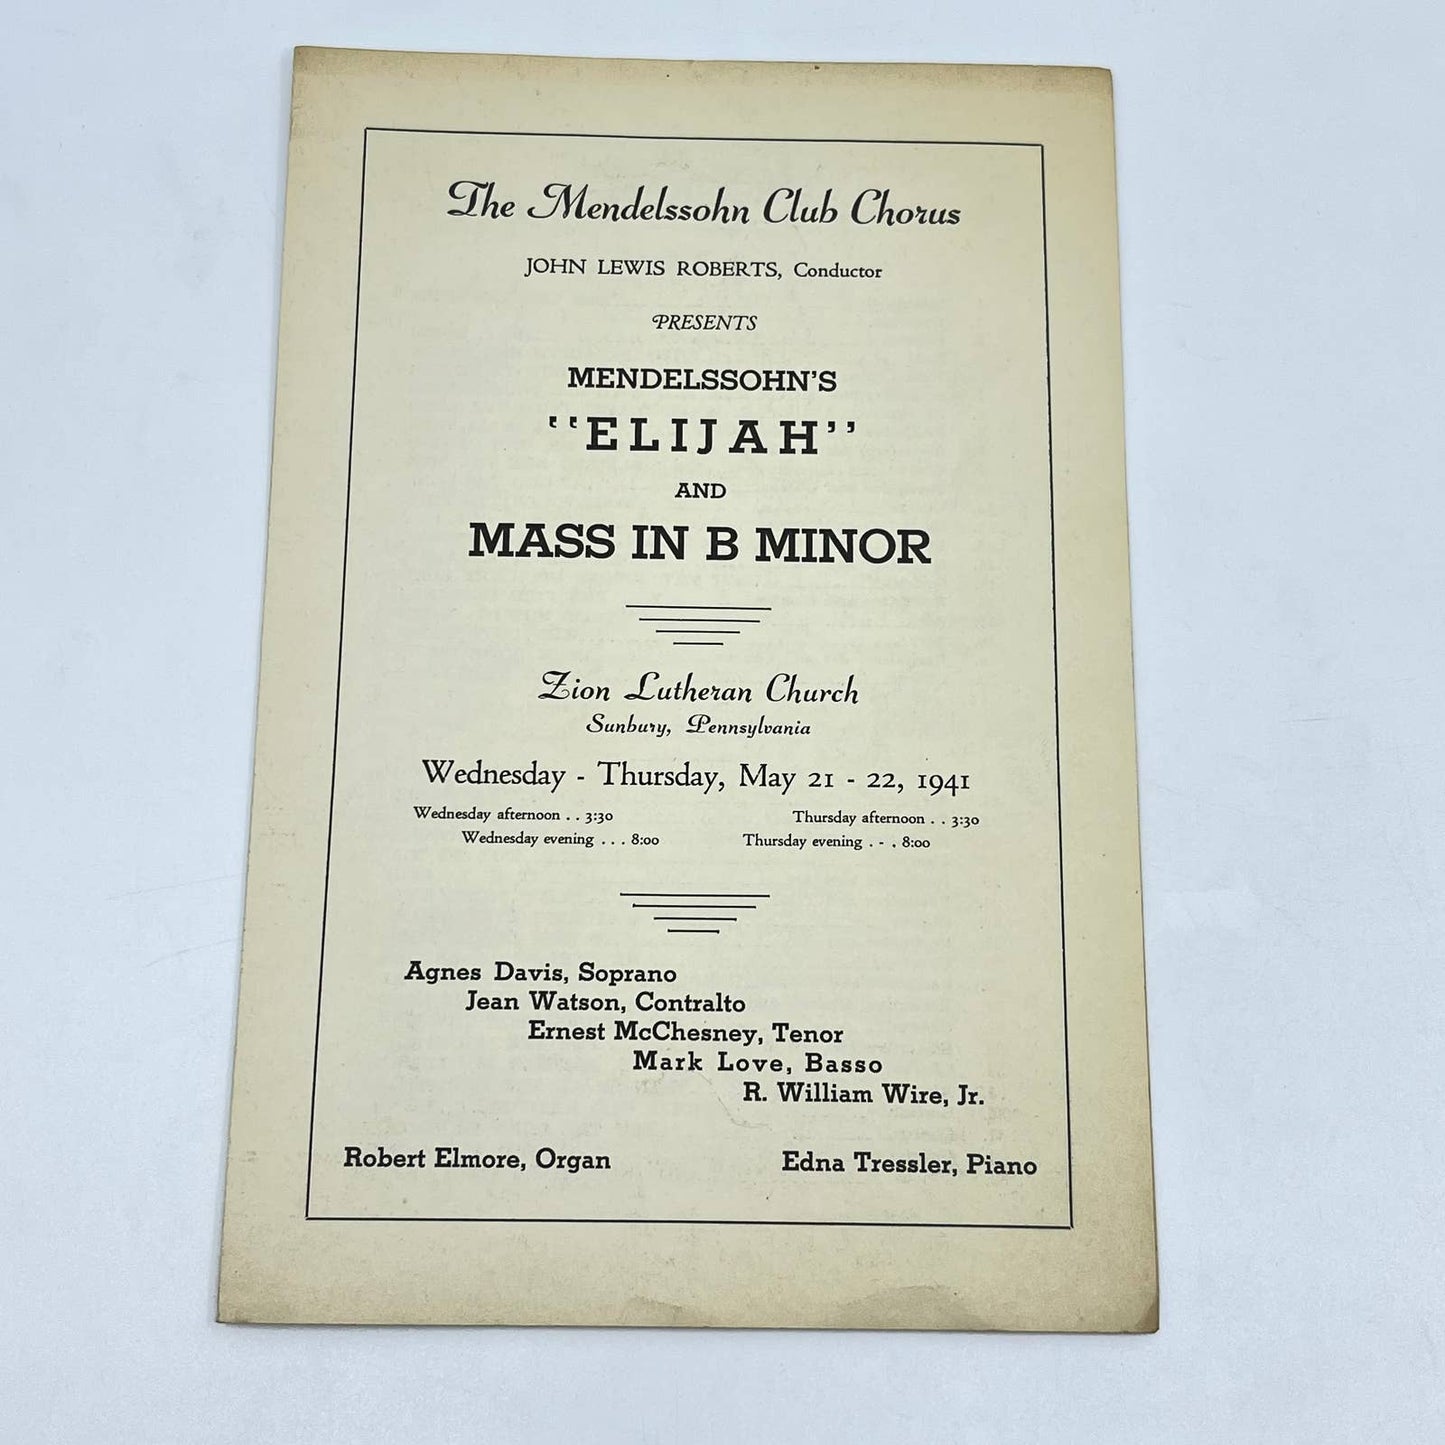 The Mendelssohn Club Chorus
JOHN LEWIS ROBERTS, Conductor
PRESENTS
MENDELSSOHN'S
"ELIJAH"
AND
MASS IN B MINOR
Zion Lutheran Church
Sunbury, Pennsylvania
Wednesday - Thursday, May 21 - 22, 1941
Wednesday afternoon . . 3:30 Thursday afternoon . . 3:30
Wednesday evening . . . 8:00 Thursday evening . - . 8:00
Agnes Davis, Soprano
Jean Watson, Contralto
Ernest McChesney, Tenor
Mark Love, Basso
R. William Wire, Jr.
Robert Elmore, Organ Edna Tressler, Piano